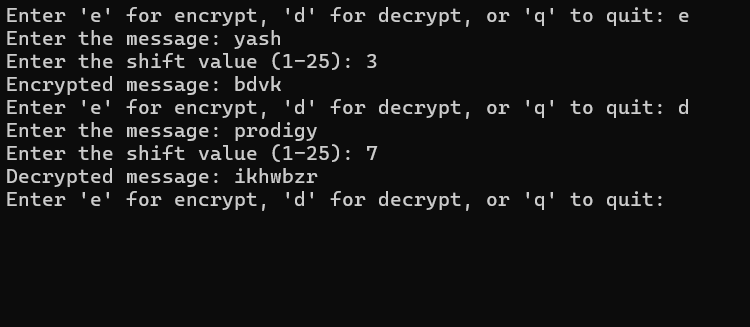 Enter 'e' for encrypt, 'd' for decrypt, or 'q' to quit: e
Enter the message: yash
Enter the shift value (1-25): 3
Encrypted message: bdvk
Enter 'e' for encrypt, 'd' for decrypt, or 'q' to quit: d
Enter the message: prodigy
Enter the shift value (1-25): 7
Decrypted message: ikhwbzr
Enter 'e' for encrypt, 'd' for decrypt, or 'q' to quit: